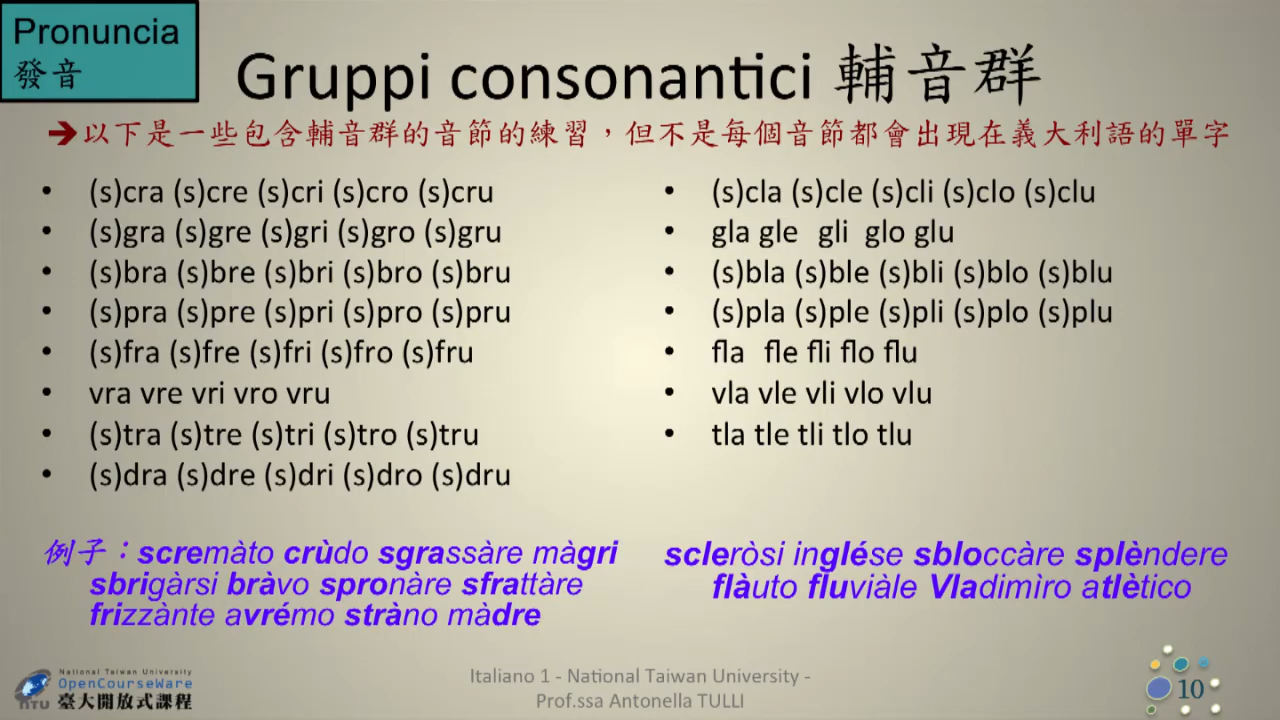 Pronuncia
發音
Gruppi consonantici 輔音群
➔以下是一些包含輔音群的音節的練習，但不是每個音節都會出現在義大利語的單字
• (s)cra (s)cre (s)cri (s)cro (s)cru
• (s)gra (s)gre (s)gri (s)gro (s)gru
• (s)bra (s)bre (s)bri (s)bro (s)bru
• (s)pra (s)pre (s)pri (s)pro (s)pru
• (s)fra (s)fre (s)fri (s)fro (s)fru
• vra vre vri vro vru
• (s)tra (s)tre (s)tri (s)tro (s)tru
• (s)dra (s)dre (s)dri (s)dro (s)dru
例子：scremàto crùdo sgrassàre màgri
sbrigàrsi bràvo spronàre sfrattàre
frizzànte avrémo stràno màdre
• (s)cla (s)cle (s)cli (s)clo (s)clu
• gla gle gli glo glu
• (s)bla (s)ble (s)bli (s)blo (s)blu
• (s)pla (s)ple (s)pli (s)plo (s)plu
• fla fle fli flo flu
• vla vle vli vlo vlu
• tla tle tli tlo tlu
scleròsi inglése sbloccàre splèndere
flàuto fluviàle Vladimìro atlètico
National Taiwan University
OpenCourseWare
臺大開放式課程
NTU
Italiano 1 - National Taiwan University -
Prof.ssa Antonella TULLI
10